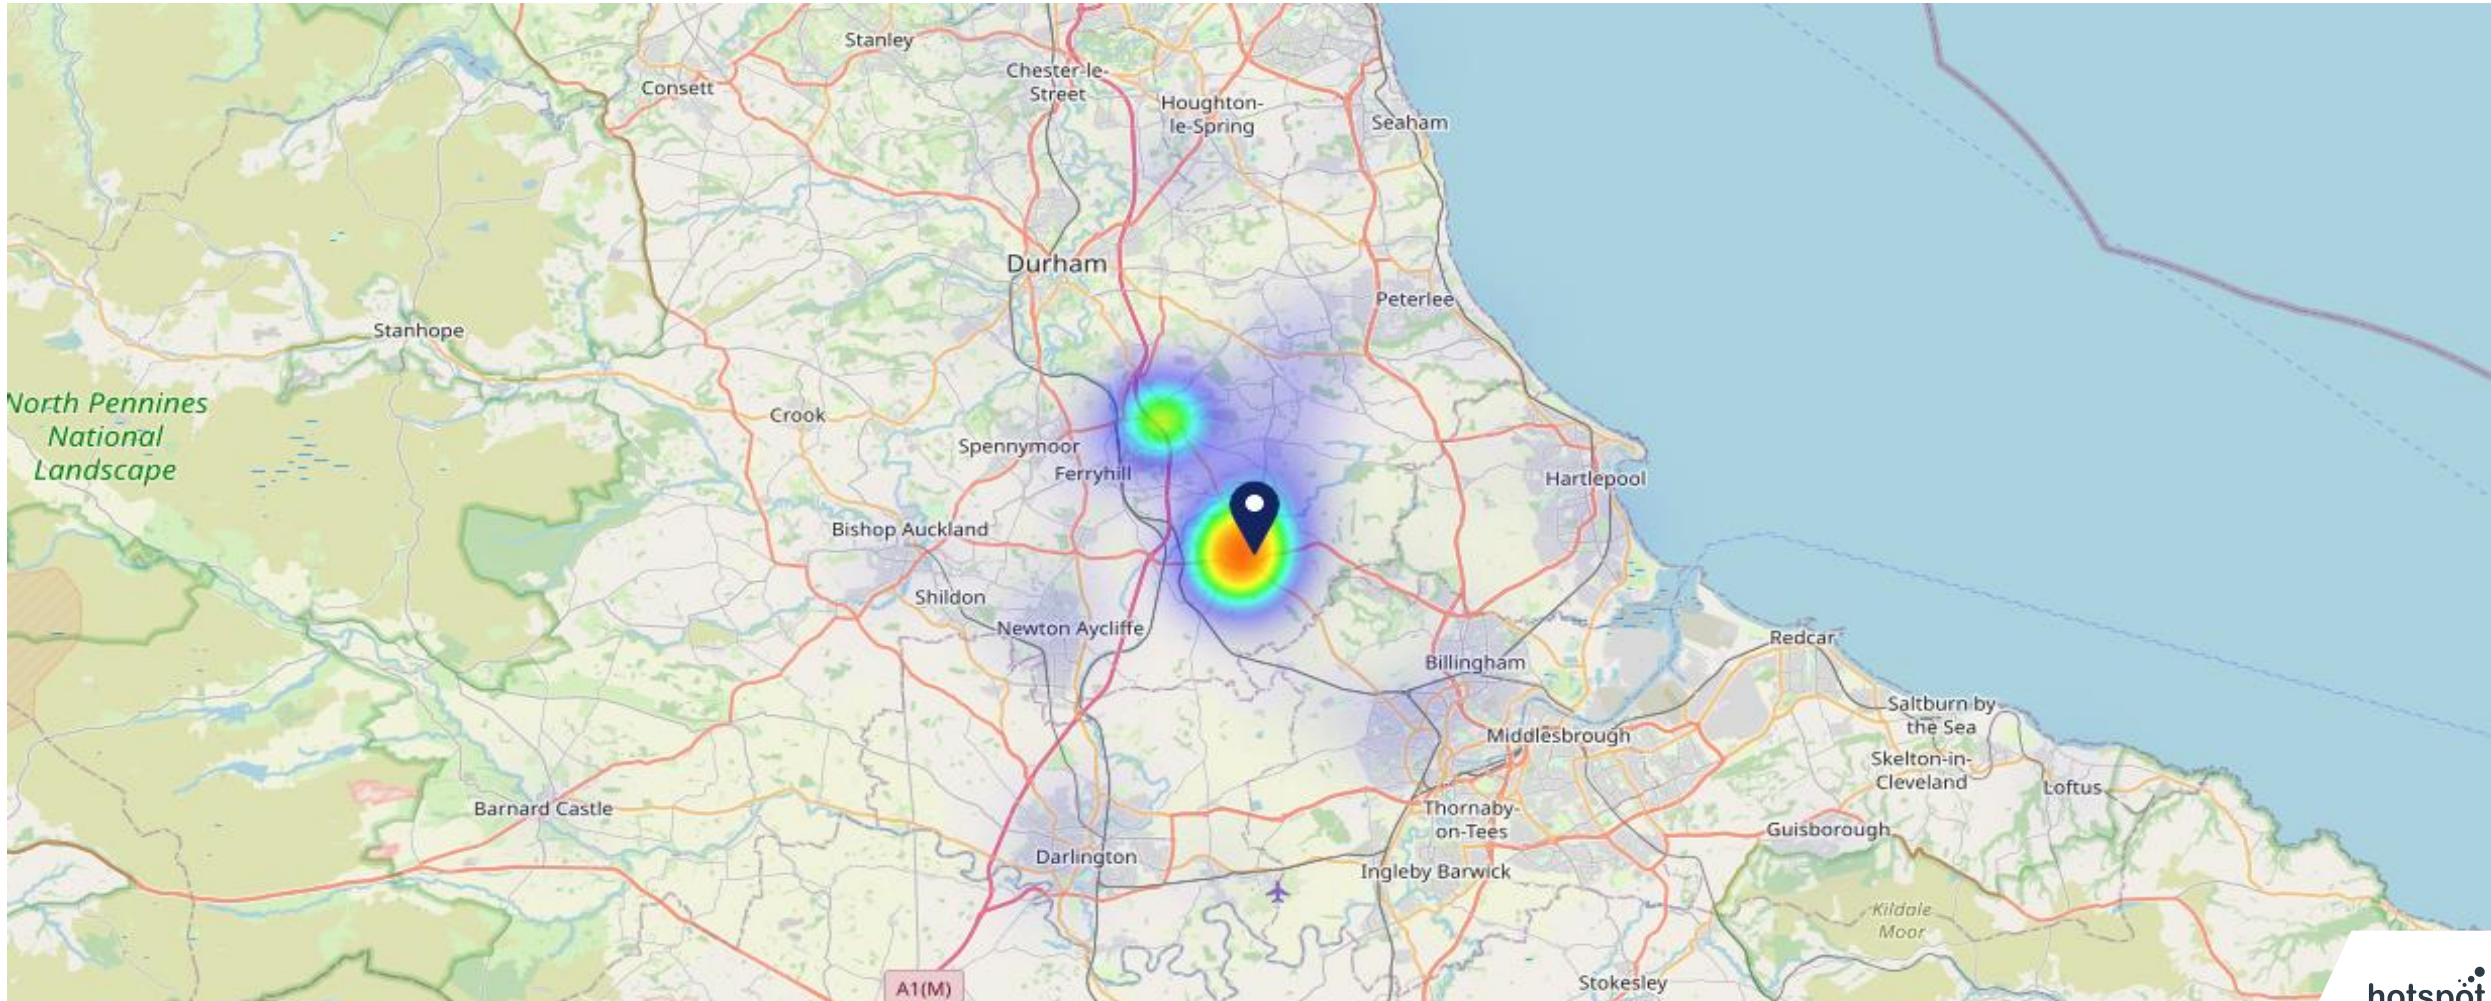 Stanley
Chester-le-
Street
Consett
Houghton-
le-Spring
Seaham
Durham
Peterlee
Stanhope
North Pennines
National
Landscape
Crook
Spennymoor
Ferryhill
Hartlepool
Bishop Auckland
Shildon
Newton Aycliffe
Redcar
Billingham
Saltburn by
the Sea
Middlesbrough
Skelton-in-
Cleveland
Loftus
Barnard Castle
Thornaby-
on-Tees
Guisborough
Darlington
Ingleby Barwick
Kildale
Moor
Stokesley
A1(M)
hotspot